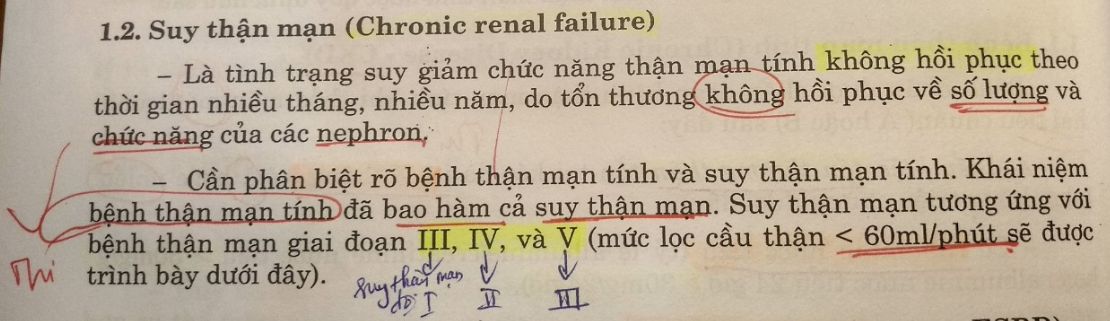 1.2. Suy thận mạn (Chronic renal failure)
– Là tình trạng suy giảm chức năng thận mạn tính không hồi phục theo
thời gian nhiều tháng, nhiều năm, do tổn thương không hồi phục về số lượng và
chức năng của các nephron.
– Cần phân biệt rõ bệnh thận mạn tính và suy thận mạn tính. Khái niệm
bệnh thận mạn tính đã bao hàm cả suy thận mạn. Suy thận mạn tương ứng với
bệnh thận mạn giai đoạn III, IV, và V (mức lọc cầu thận < 60ml/phút sẽ được
Thi trình bày dưới đây).
Suy thận mạn
độ I II III